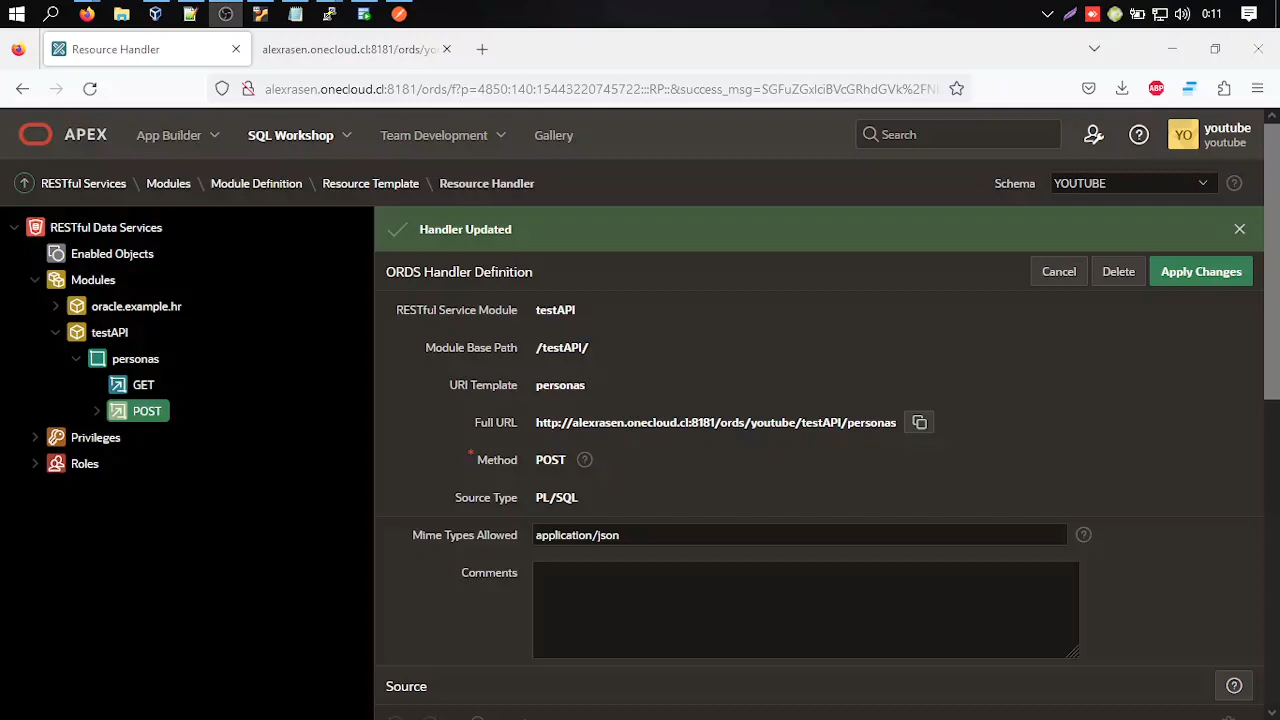 0:11
Resource Handler
alexrasen.onecloud.cl:8181/ords/yo
alexrasen.onecloud.cl:8181/ords/f?p=4850:140:15443220745722:::RP::&success_msg=SGFuZGxlciBVcGRhdGVk%2FN
ABP
APEX
App Builder
SQL Workshop
Team Development
Gallery
Search
YO
youtube
youtube
RESTful Services \ Modules \ Module Definition \ Resource Template \ Resource Handler
Schema
YOUTUBE
RESTful Data Services
Enabled Objects
Modules
oracle.example.hr
testAPI
personas
GET
POST
Privileges
Roles
Handler Updated
ORDS Handler Definition
Cancel
Delete
Apply Changes
RESTful Service Module testAPI
Module Base Path /testAPI/
URI Template personas
Full URL http://alexrasen.onecloud.cl:8181/ords/youtube/testAPI/personas
* Method POST
Source Type PL/SQL
Mime Types Allowed application/json
Comments
Source